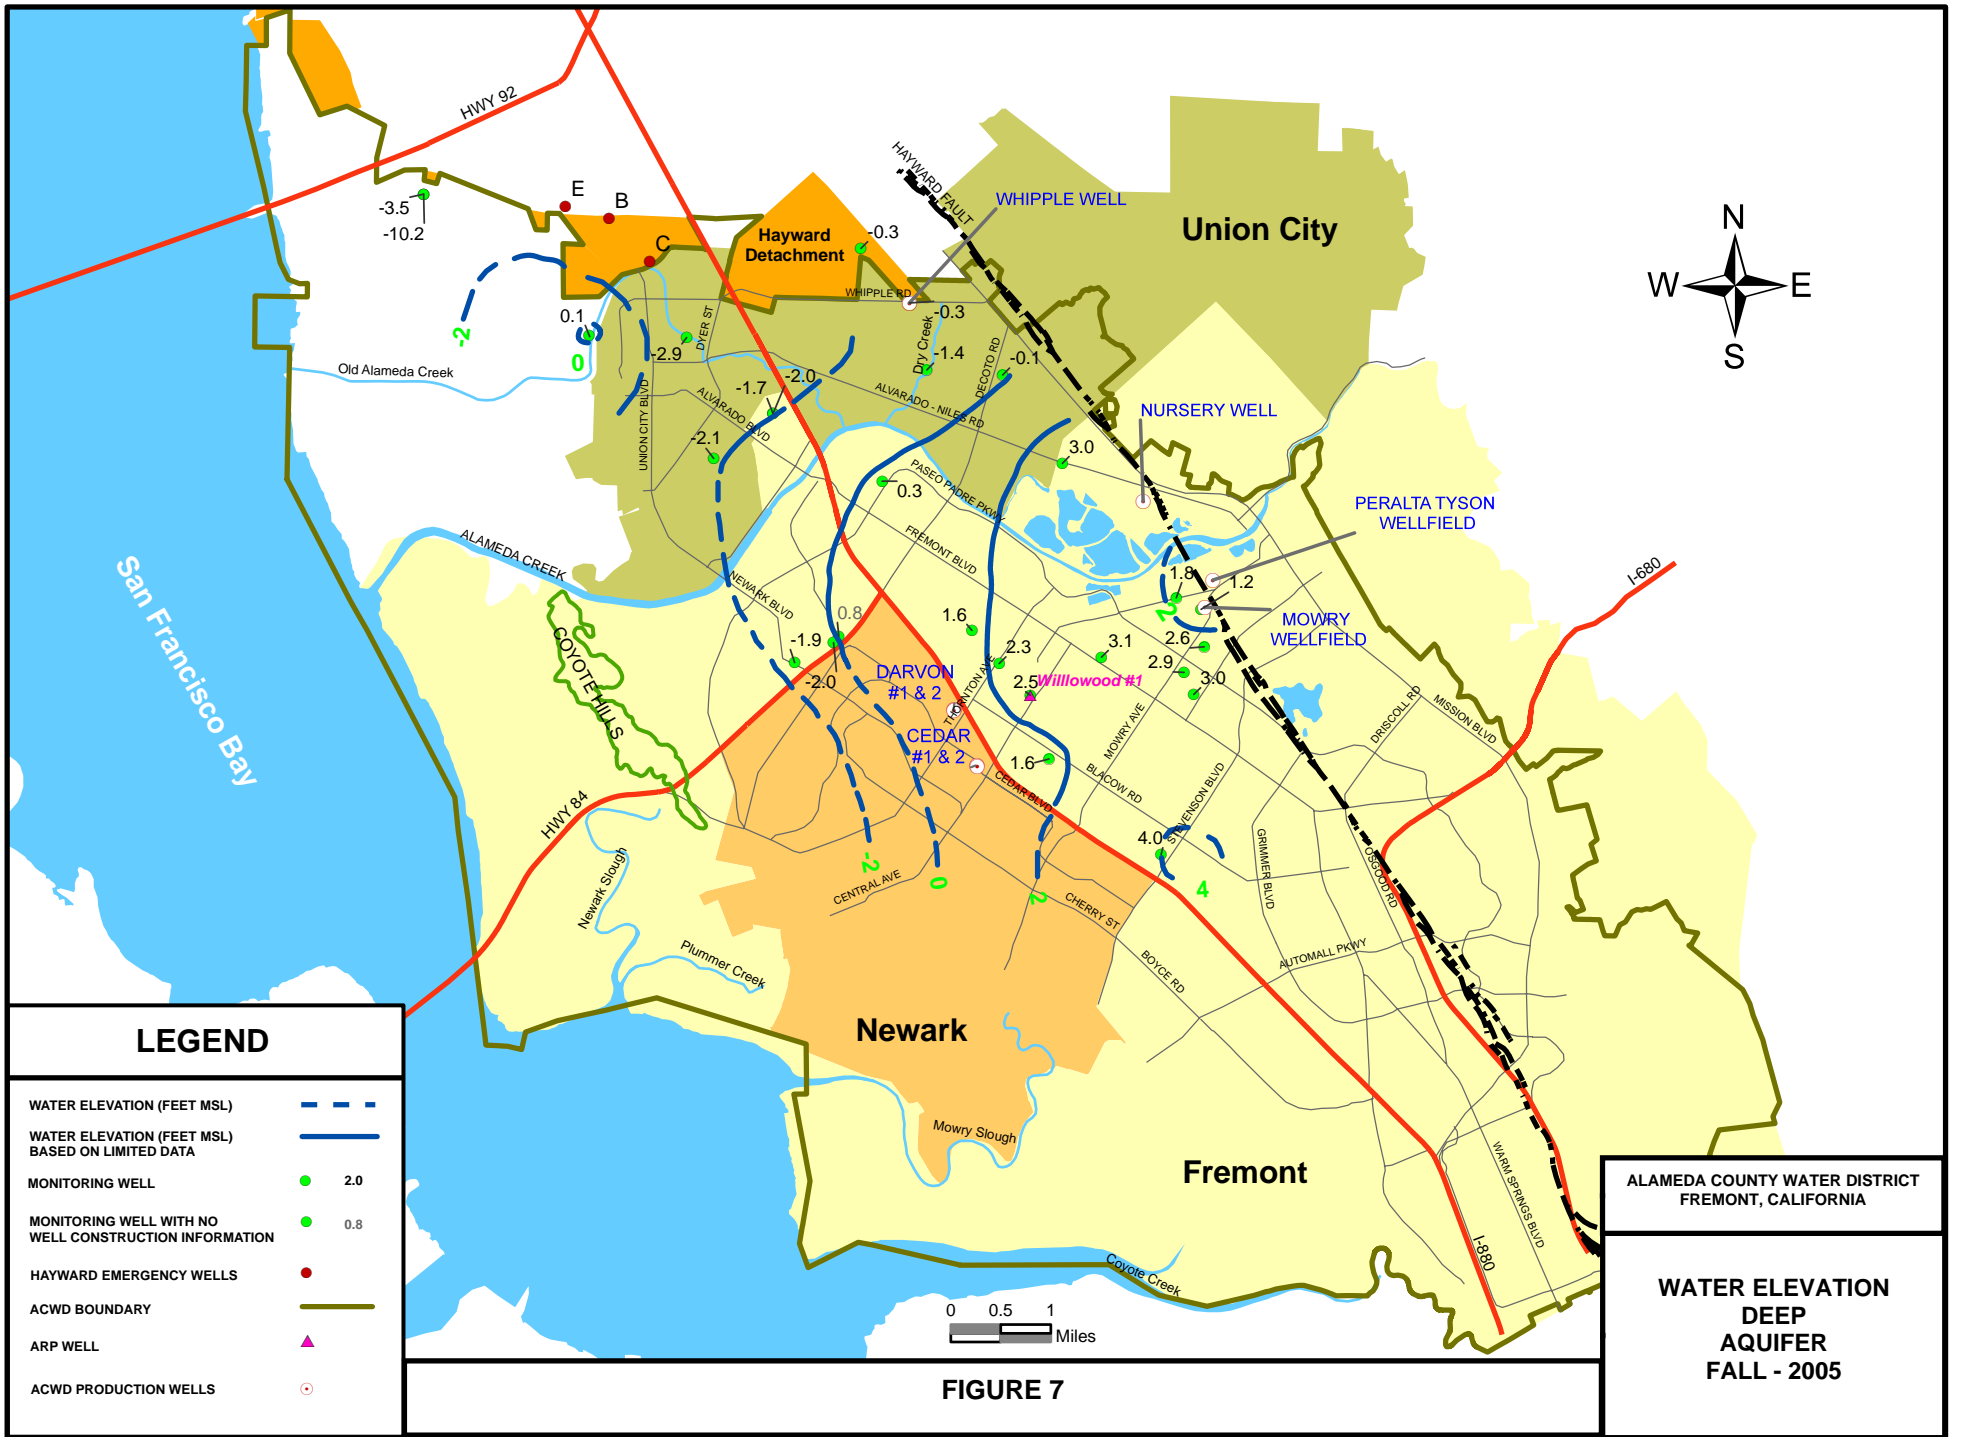 HWY 92
HAYWARD FAULT
WHIPPLE WELL
Union City
N
W
E
S
E
B
C
-3.5
-10.2
Hayward
Detachment
-0.3
WHIPPLE RD
-0.3
-2
0.1
0
-2.9
DYER ST
Dry Creek
-1.4
DECOTO RD
-0.1
Old Alameda Creek
-1.7
-2.0
ALVARADO - NILES RD
ALVARADO BLVD
UNION CITY BLVD
-2.1
NURSERY WELL
3.0
0.3
PASEO PADRE PKWY
PERALTA TYSON
WELLFIELD
ALAMEDA CREEK
FREMONT BLVD
NEWARK BLVD
San Francisco Bay
COYOTE HILLS
1.8
1.2
2
MOWRY
WELLFIELD
I-680
0.8
1.6
-1.9
-2.0
2.3
3.1
2.6
2.9
3.0
DARVON
#1 & 2
THORNTON AVE
2.5
Willlowood #1
CEDAR
#1 & 2
1.6
CEDAR BLVD
MOWRY AVE
BLACOW RD
STEVENSON BLVD
DRISCOLL RD
MISSION BLVD
HWY 84
Newark Slough
-2
0
2
4.0
4
GRIMMER BLVD
OSGOOD RD
CENTRAL AVE
CHERRY ST
BOYCE RD
AUTOMALL PKWY
Plummer Creek
Newark
Mowry Slough
Fremont
WARM SPRINGS BLVD
I-880
Coyote Creek
0 0.5 1
Miles
LEGEND
WATER ELEVATION (FEET MSL)
WATER ELEVATION (FEET MSL)
BASED ON LIMITED DATA
MONITORING WELL 2.0
MONITORING WELL WITH NO
WELL CONSTRUCTION INFORMATION 0.8
HAYWARD EMERGENCY WELLS
ACWD BOUNDARY
ARP WELL
ACWD PRODUCTION WELLS
FIGURE 7
ALAMEDA COUNTY WATER DISTRICT
FREMONT, CALIFORNIA
WATER ELEVATION
DEEP
AQUIFER
FALL - 2005